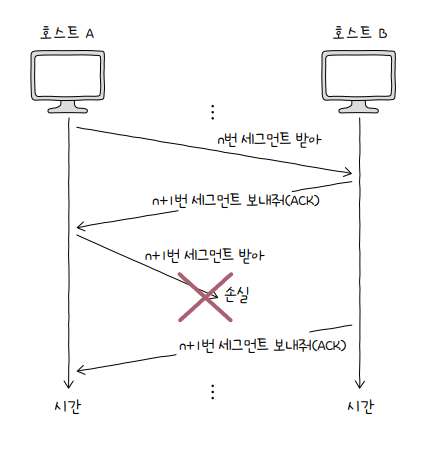 호스트 A
호스트 B
n번 세그먼트 받아
n+1번 세그먼트 보내줘(ACK)
n+1번 세그먼트 받아
손실
n+1번 세그먼트 보내줘(ACK)
시간
시간